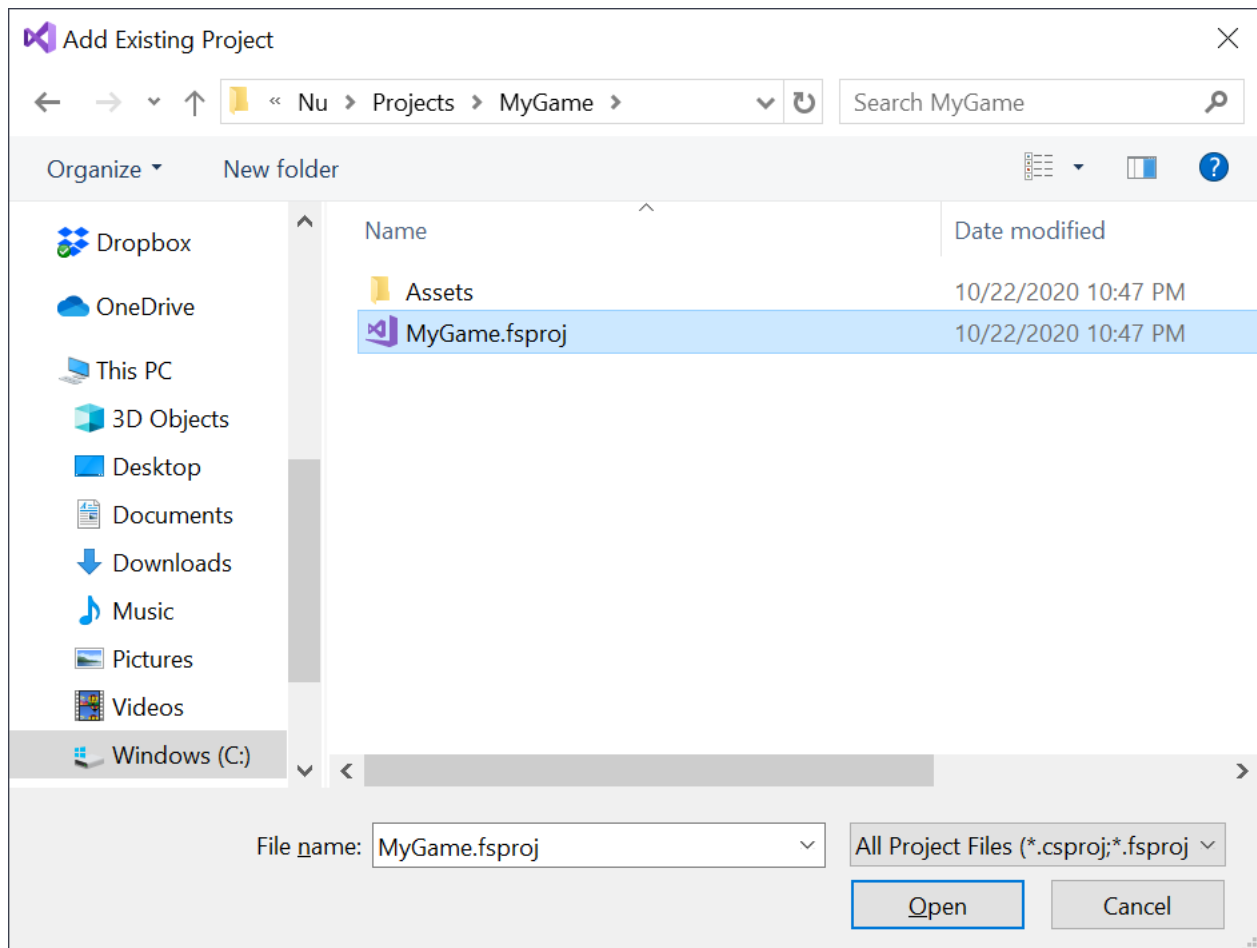 Add Existing Project
« Nu > Projects > MyGame >
Search MyGame
Organize
New folder
?
Dropbox
OneDrive
This PC
3D Objects
Desktop
Documents
Downloads
Music
Pictures
Videos
Windows (C:)
Name Date modified
Assets 10/22/2020 10:47 PM
MyGame.fsproj 10/22/2020 10:47 PM
File name: MyGame.fsproj
All Project Files (*.csproj;*.fsproj
Open
Cancel